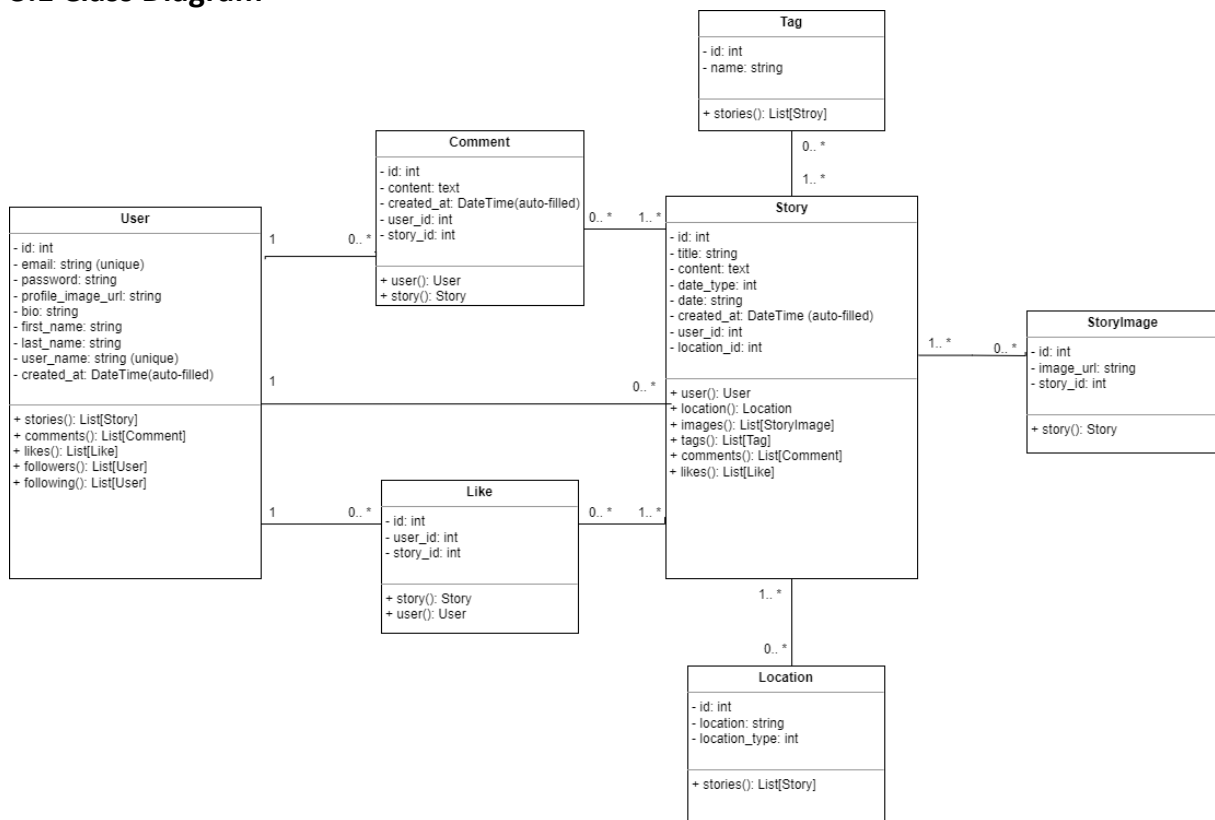 Tag
- id: int
- name: string
+ stories(): List[Stroy]
0.. *
1.. *
Comment
- id: int
- content: text
- created_at: DateTime(auto-filled)
- user_id: int
- story_id: int
+ user(): User
+ story(): Story
0.. *
1.. *
User
- id: int
- email: string (unique)
- password: string
- profile_image_url: string
- bio: string
- first_name: string
- last_name: string
- user_name: string (unique)
- created_at: DateTime(auto-filled)
+ stories(): List[Story]
+ comments(): List[Comment]
+ likes(): List[Like]
+ followers(): List[User]
+ following(): List[User]
1
0.. *
1
0.. *
1
0.. *
Story
- id: int
- title: string
- content: text
- date_type: int
- date: string
- created_at: DateTime (auto-filled)
- user_id: int
- location_id: int
+ user(): User
+ location(): Location
+ images(): List[StoryImage]
+ tags(): List[Tag]
+ comments(): List[Comment]
+ likes(): List[Like]
1.. *
0.. *
StoryImage
- id: int
- image_url: string
- story_id: int
+ story(): Story
Like
- id: int
- user_id: int
- story_id: int
+ story(): Story
+ user(): User
0.. *
1.. *
1.. *
0.. *
Location
- id: int
- location: string
- location_type: int
+ stories(): List[Story]